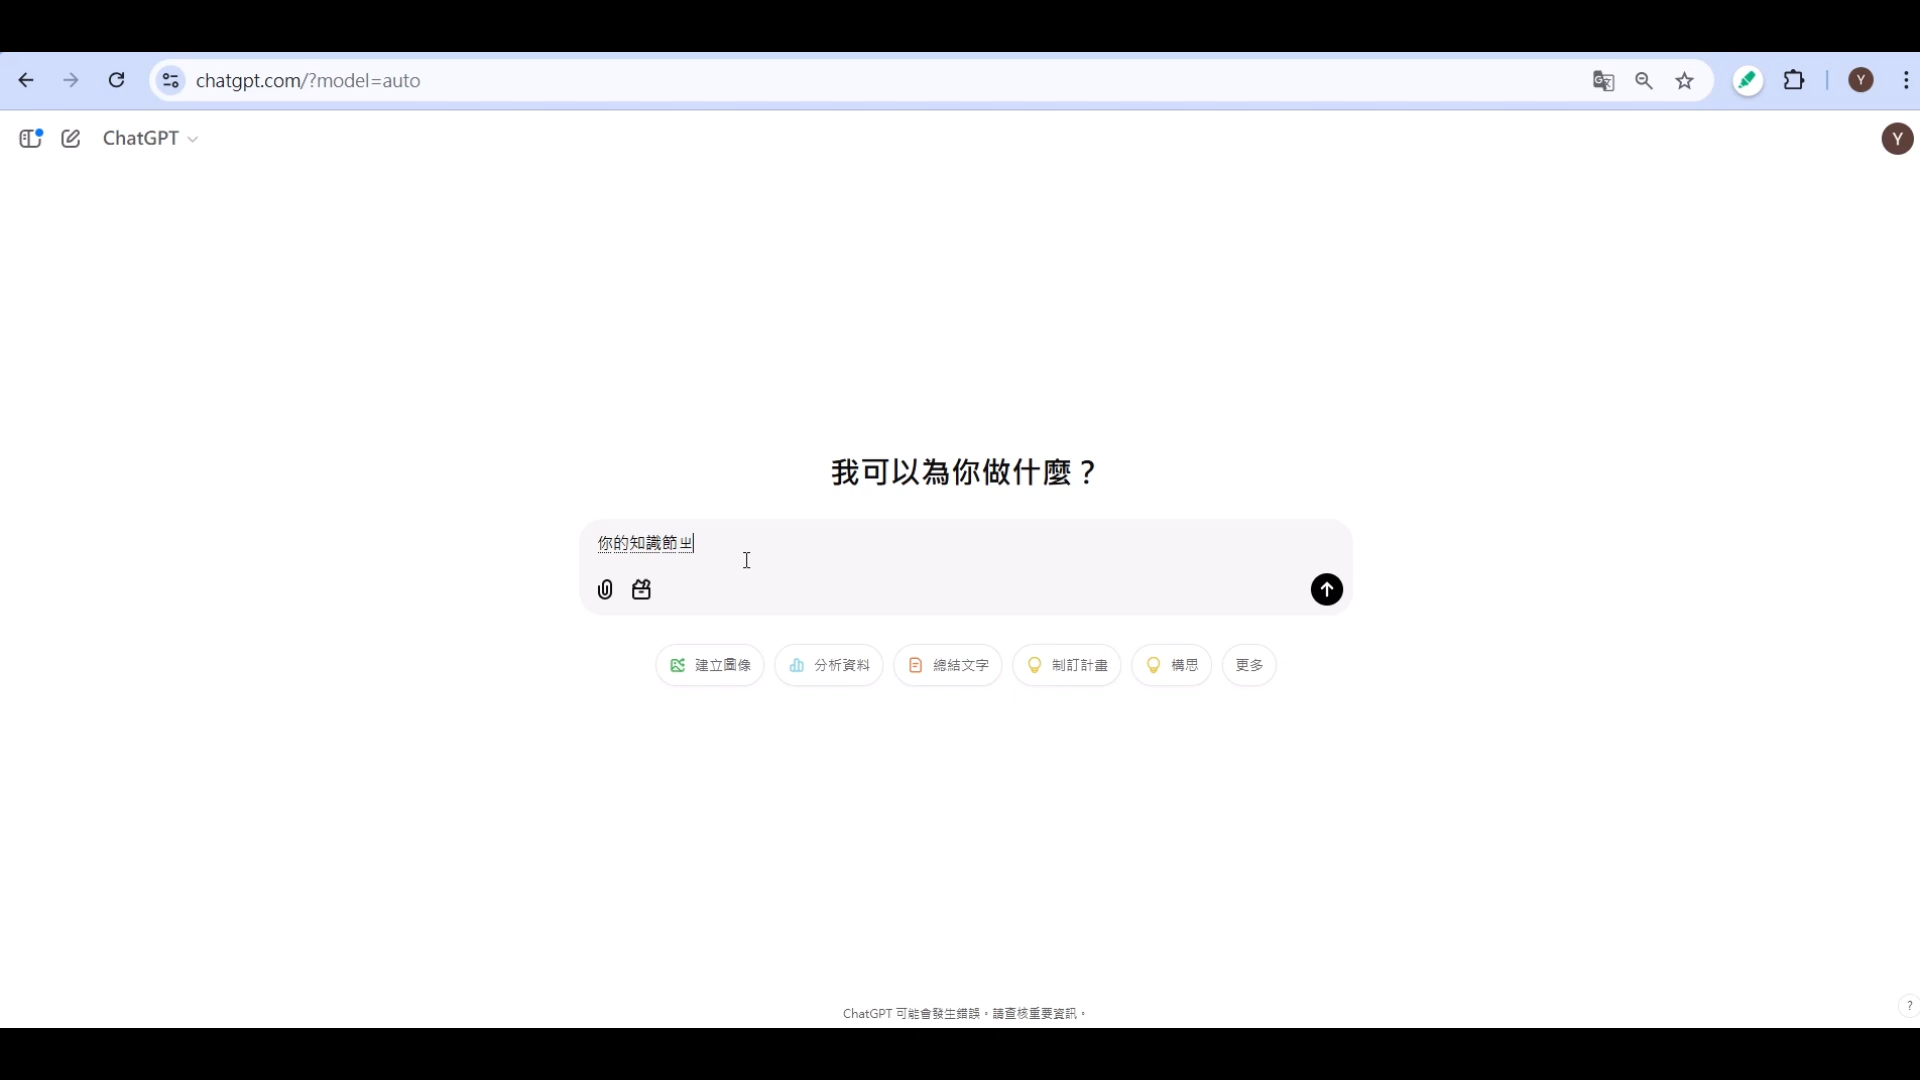 chatgpt.com/?model=auto
Y
ChatGPT
Y
我可以為你做什麼？
你的知識節ㄓ
建立圖像
分析資料
總結文字
制訂計畫
構思
更多
ChatGPT 可能會發生錯誤。請查核重要資訊。
?